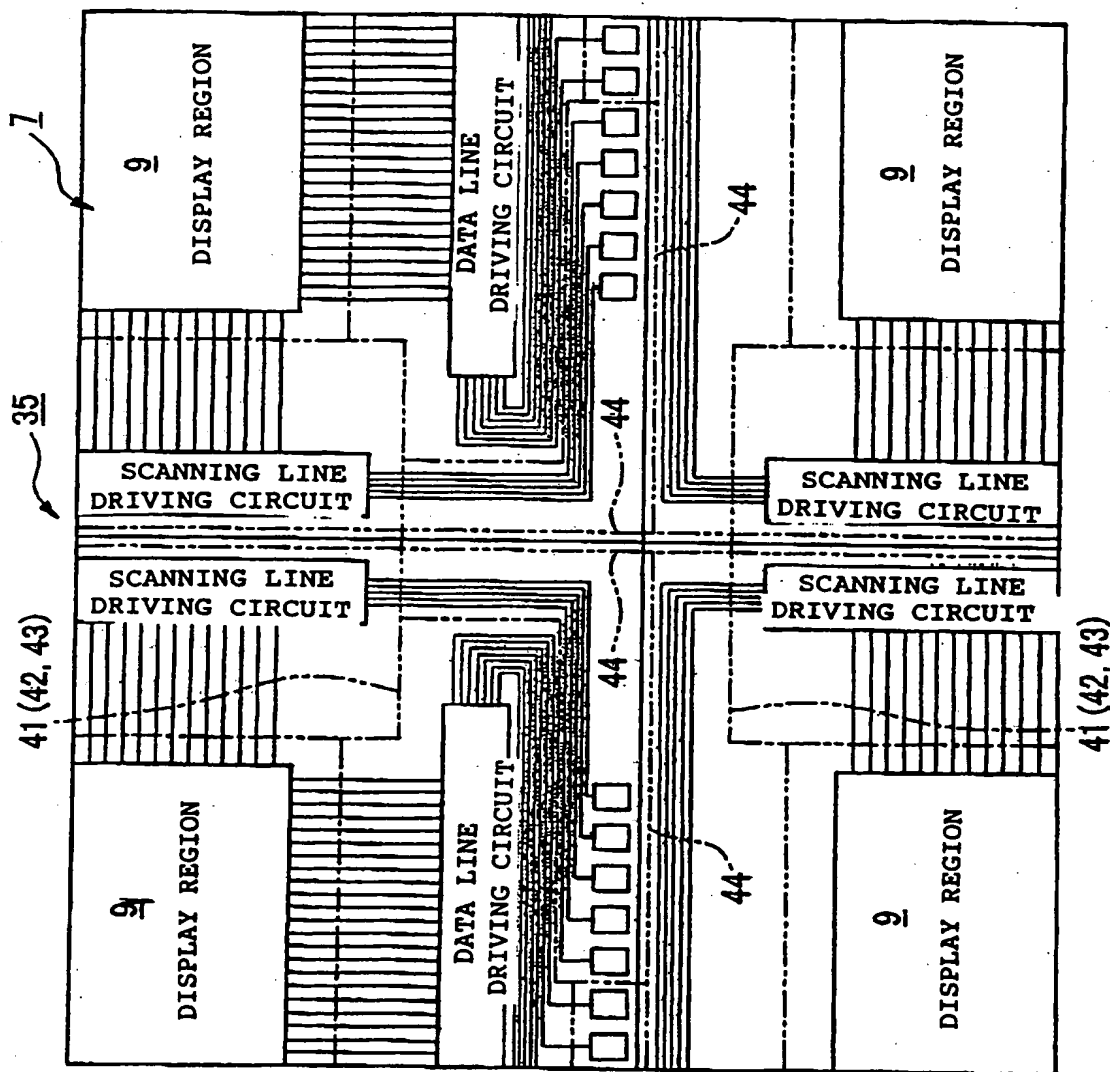 7
35
9
DISPLAY REGION
9
DISPLAY REGION
DATA LINE
DRIVING CIRCUIT
DATA LINE
DRIVING CIRCUIT
SCANNING LINE
DRIVING CIRCUIT
SCANNING LINE
DRIVING CIRCUIT
SCANNING LINE
DRIVING CIRCUIT
SCANNING LINE
DRIVING CIRCUIT
44
44
44
44
41 (42, 43)
41 (42, 43)
9
DISPLAY REGION
9
DISPLAY REGION